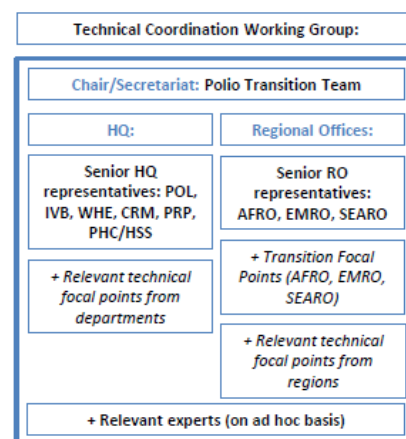 Technical Coordination Working Group:
Chair/Secretariat: Polio Transition Team
HQ:
Senior HQ
representatives: POL,
IVB, WHE, CRM, PRP,
PHC/HSS
+ Relevant technical
focal points from
departments
Regional Offices:
Senior RO
representatives:
AFRO, EMRO, SEARO
+ Transition Focal
Points (AFRO, EMRO,
SEARO)
+ Relevant technical
focal points from
regions
+ Relevant experts (on ad hoc basis)